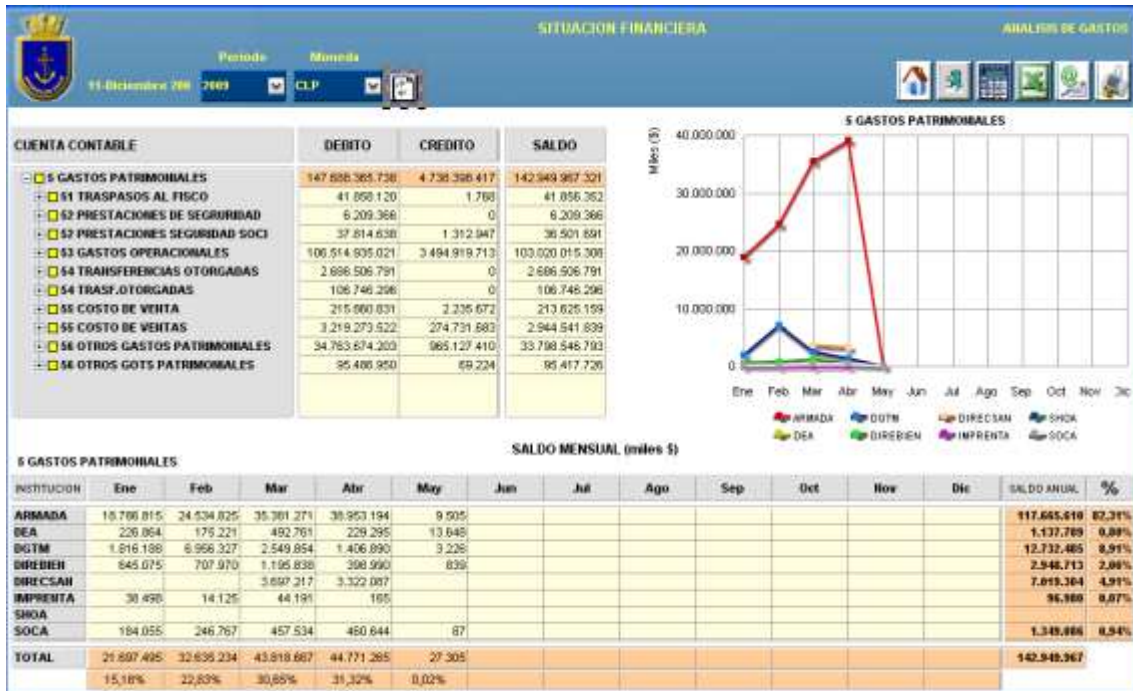 SITUACION FINANCIERA
ANALISIS DE GASTOS
Periodo Moneda
11-Diciembre 200 2009 CLP
5 GASTOS PATRIMONIALES
CUENTA CONTABLE DEBITO CREDITO SALDO
5 GASTOS PATRIMONIALES 147.688.365.738 4.738.398.417 142.949.967.321
51 TRASPASOS AL FISCO 41.858.120 1.768 41.856.352
52 PRESTACIONES DE SEGRURIDAD 6.209.366 0 6.209.366
52 PRESTACIONES SEGURIDAD SOCI 37.814.638 1.312.947 36.501.691
53 GASTOS OPERACIONALES 106.514.935.021 3.494.919.713 103.020.015.308
54 TRANSFERENCIAS OTORGADAS 2.686.506.791 0 2.686.506.791
54 TRASF.OTORGADAS 106.746.296 0 106.746.296
55 COSTO DE VENTA 215.860.831 2.235.672 213.625.159
55 COSTO DE VENTAS 3.219.273.522 274.731.683 2.944.541.839
56 OTROS GASTOS PATRIMONIALES 34.763.674.203 965.127.410 33.798.546.793
56 OTROS GOTS PATRIMONIALES 95.486.950 69.224 95.417.726
Miles ($)
40.000.000
30.000.000
20.000.000
10.000.000
0
Ene Feb Mar Abr May Jun Jul Ago Sep Oct Nov Dic
ARMADA DGTM DIRECSAN SHOA
DEA DIREBIEN IMPRENTA SOCA
SALDO MENSUAL (miles $)
5 GASTOS PATRIMONIALES
INSTITUCION Ene Feb Mar Abr May Jun Jul Ago Sep Oct Nov Dic SALDO ANUAL %
ARMADA 18.786.815 24.534.825 35.381.271 38.953.194 9.505 117.665.610 82,31%
DEA 226.864 175.221 492.761 229.295 13.648 1.137.789 0,80%
DGTM 1.816.188 6.956.327 2.549.854 1.406.890 3.226 12.732.485 8,91%
DIREBIEN 645.075 707.970 1.195.838 398.990 839 2.948.713 2,06%
DIRECSAN 3.697.217 3.322.087 7.019.304 4,91%
IMPRENTA 38.498 14.125 44.191 165 96.980 0,07%
SHOA
SOCA 184.055 246.767 457.534 460.644 87 1.349.086 0,94%
TOTAL 21.697.495 32.635.234 43.818.667 44.771.265 27.305 142.949.967
15,18% 22,83% 30,65% 31,32% 0,02%